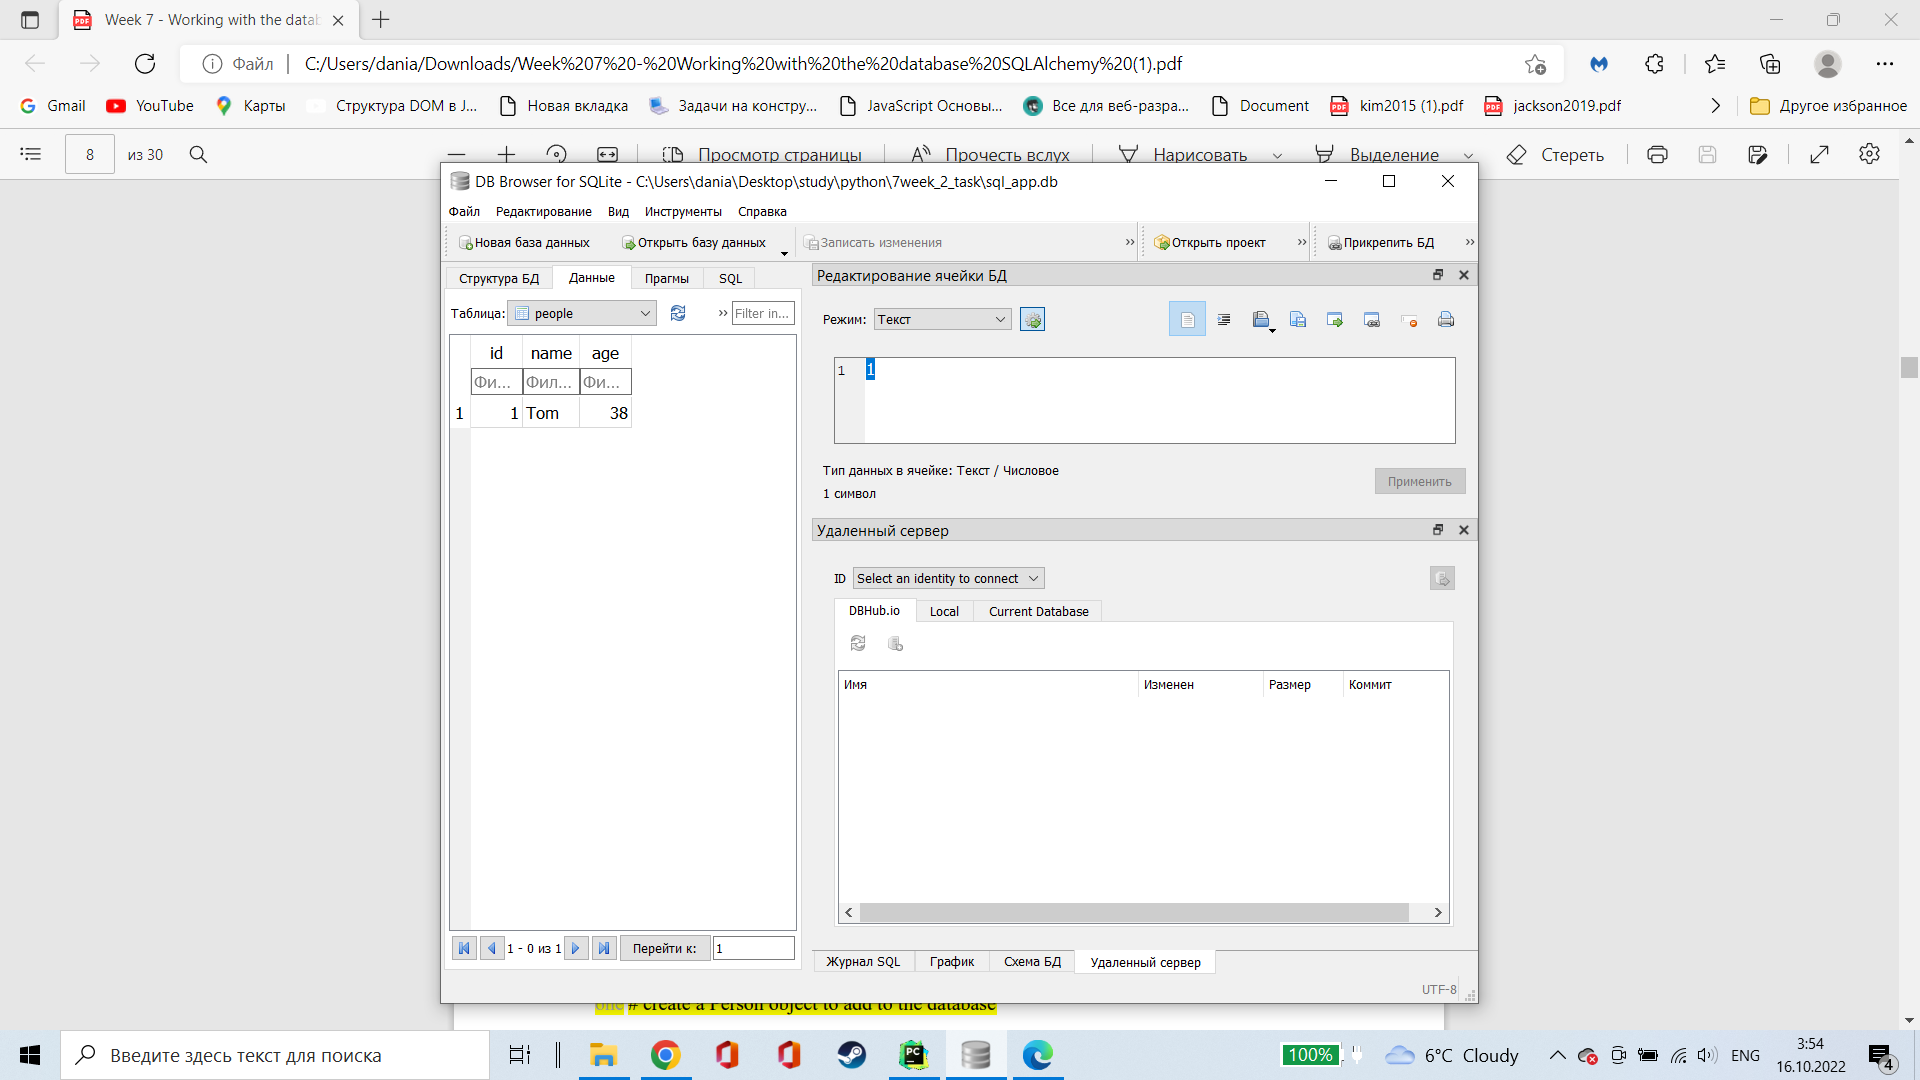 Week 7 - Working with the datab
Файл C:/Users/dania/Downloads/Week%207%20-%20Working%20with%20the%20database%20SQLAlchemy%20(1).pdf
Gmail YouTube Карты Структура DOM в J... Новая вкладка Задачи на констру... JavaScript Основы... Все для веб-разра... Document kim2015 (1).pdf jackson2019.pdf Другое избранное
8 из 30 Просмотр страницы Прочесть вслух Нарисовать Выделение Стереть
DB Browser for SQLite - C:\Users\dania\Desktop\study\python\7week_2_task\sql_app.db
Файл Редактирование Вид Инструменты Справка
Новая база данных Открыть базу данных Записать изменения Открыть проект Прикрепить БД
Структура БД Данные Прагмы SQL
Таблица: people Filter in...
id name age
Фи... Фил... Фи...
1 1 Tom 38
1 - 0 из 1 Перейти к: 1
Редактирование ячейки БД
Режим: Текст
1 1
Тип данных в ячейке: Текст / Числовое
1 символ
Применить
Удаленный сервер
ID Select an identity to connect
DBHub.io Local Current Database
Имя Изменен Размер Коммит
Журнал SQL График Схема БД Удаленный сервер
UTF-8
one # create a Person object to add to the database
Введите здесь текст для поиска
100% 6°C Cloudy ENG
3:54
16.10.2022
4